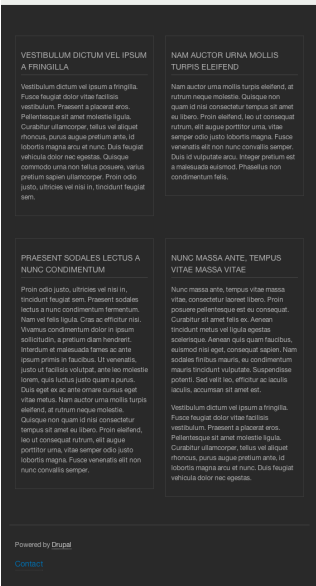 VESTIBULUM DICTUM VEL IPSUM
A FRINGILLA
Vestibulum dictum vel ipsum a fringilla.
Fusce feugiat dolor vitae facilisis
vestibulum. Praesent a placerat eros.
Pellentesque sit amet molestie ligula.
Curabitur ullamcorper, tellus vel aliquet
rhoncus, purus augue pretium ante, id
lobortis magna arcu et nunc. Duis feugiat
vehicula dolor nec egestas. Quisque
commodo urna non tellus posuere, varius
pretium sapien ullamcorper. Proin odio
justo, ultricies vel nisi in, tincidunt feugiat
sem.
NAM AUCTOR URNA MOLLIS
TURPIS ELEIFEND
Nam auctor urna mollis turpis eleifend, at
rutrum neque molestie. Quisque non
quam id nisi consectetur tempus sit amet
eu libero. Proin eleifend, leo ut consequat
rutrum, elit augue porttitor urna, vitae
semper odio justo lobortis magna. Fusce
venenatis elit non nunc convallis semper.
Duis id vulputate arcu. Integer pretium est
a malesuada euismod. Phasellus non
condimentum felis.
PRAESENT SODALES LECTUS A
NUNC CONDIMENTUM
Proin odio justo, ultricies vel nisi in,
tincidunt feugiat sem. Praesent sodales
lectus a nunc condimentum fermentum.
Nam vel felis ligula. Cras ac efficitur nisi.
Vivamus condimentum dolor in ipsum
sollicitudin, a pretium diam hendrerit.
Interdum et malesuada fames ac ante
ipsum primis in faucibus. Ut venenatis,
justo ut facilisis volutpat, ante leo molestie
lorem, quis luctus justo quam a purus.
Duis eget ex ac ante ornare cursus eget
vitae metus. Nam auctor urna mollis turpis
eleifend, at rutrum neque molestie.
Quisque non quam id nisi consectetur
tempus sit amet eu libero. Proin eleifend,
leo ut consequat rutrum, elit augue
porttitor urna, vitae semper odio justo
lobortis magna. Fusce venenatis elit non
nunc convallis semper.
NUNC MASSA ANTE, TEMPUS
VITAE MASSA VITAE
Nunc massa ante, tempus vitae massa
vitae, consectetur laoreet libero. Proin
posuere pellentesque est eu consequat.
Curabitur sit amet felis ex. Aenean
tincidunt metus vel ligula egestas
scelerisque. Aenean quis quam faucibus,
euismod nisi eget, consequat sapien. Nam
sodales finibus mauris, eu condimentum
mauris tincidunt vulputate. Suspendisse
potenti. Sed velit leo, efficitur ac iaculis
iaculis, accumsan sit amet est.
Vestibulum dictum vel ipsum a fringilla.
Fusce feugiat dolor vitae facilisis
vestibulum. Praesent a placerat eros.
Pellentesque sit amet molestie ligula.
Curabitur ullamcorper, tellus vel aliquet
rhoncus, purus augue pretium ante, id
lobortis magna arcu et nunc. Duis feugiat
vehicula dolor nec egestas.
Powered by Drupal
Contact